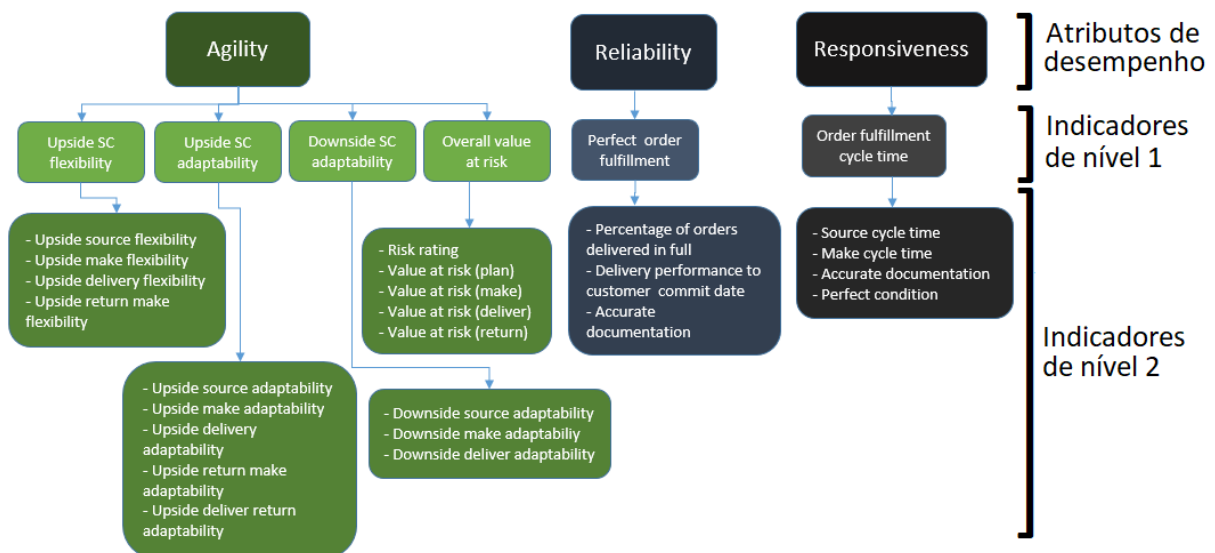 Agility
Reliability
Responsiveness
Atributos de
desempenho
Upside SC
flexibility
Upside SC
adaptability
Downside SC
adaptability
Overall value
at risk
Perfect order
fulfillment
Order fulfillment
cycle time
Indicadores
de nível 1
- Upside source flexibility
- Upside make flexibility
- Upside delivery flexibility
- Upside return make
flexibility
- Risk rating
- Value at risk (plan)
- Value at risk (make)
- Value at risk (deliver)
- Value at risk (return)
- Percentage of orders
delivered in full
- Delivery performance to
customer commit date
- Accurate
documentation
- Source cycle time
- Make cycle time
- Accurate documentation
- Perfect condition
Indicadores
de nível 2
- Upside source adaptability
- Upside make adaptability
- Upside delivery
adaptability
- Upside return make
adaptability
- Upside deliver return
adaptability
- Downside source adaptability
- Downside make adaptabiliy
- Downside deliver adaptability